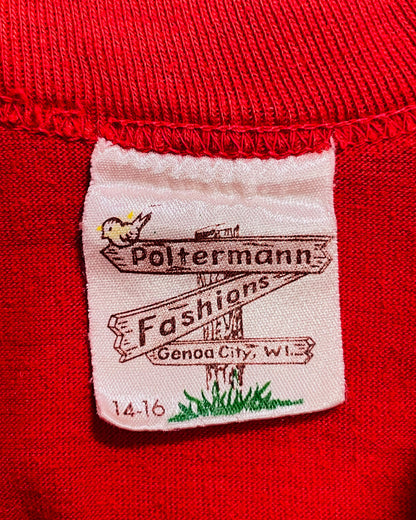 Poltermann
Fashions
Genoa City, WI.
14-16